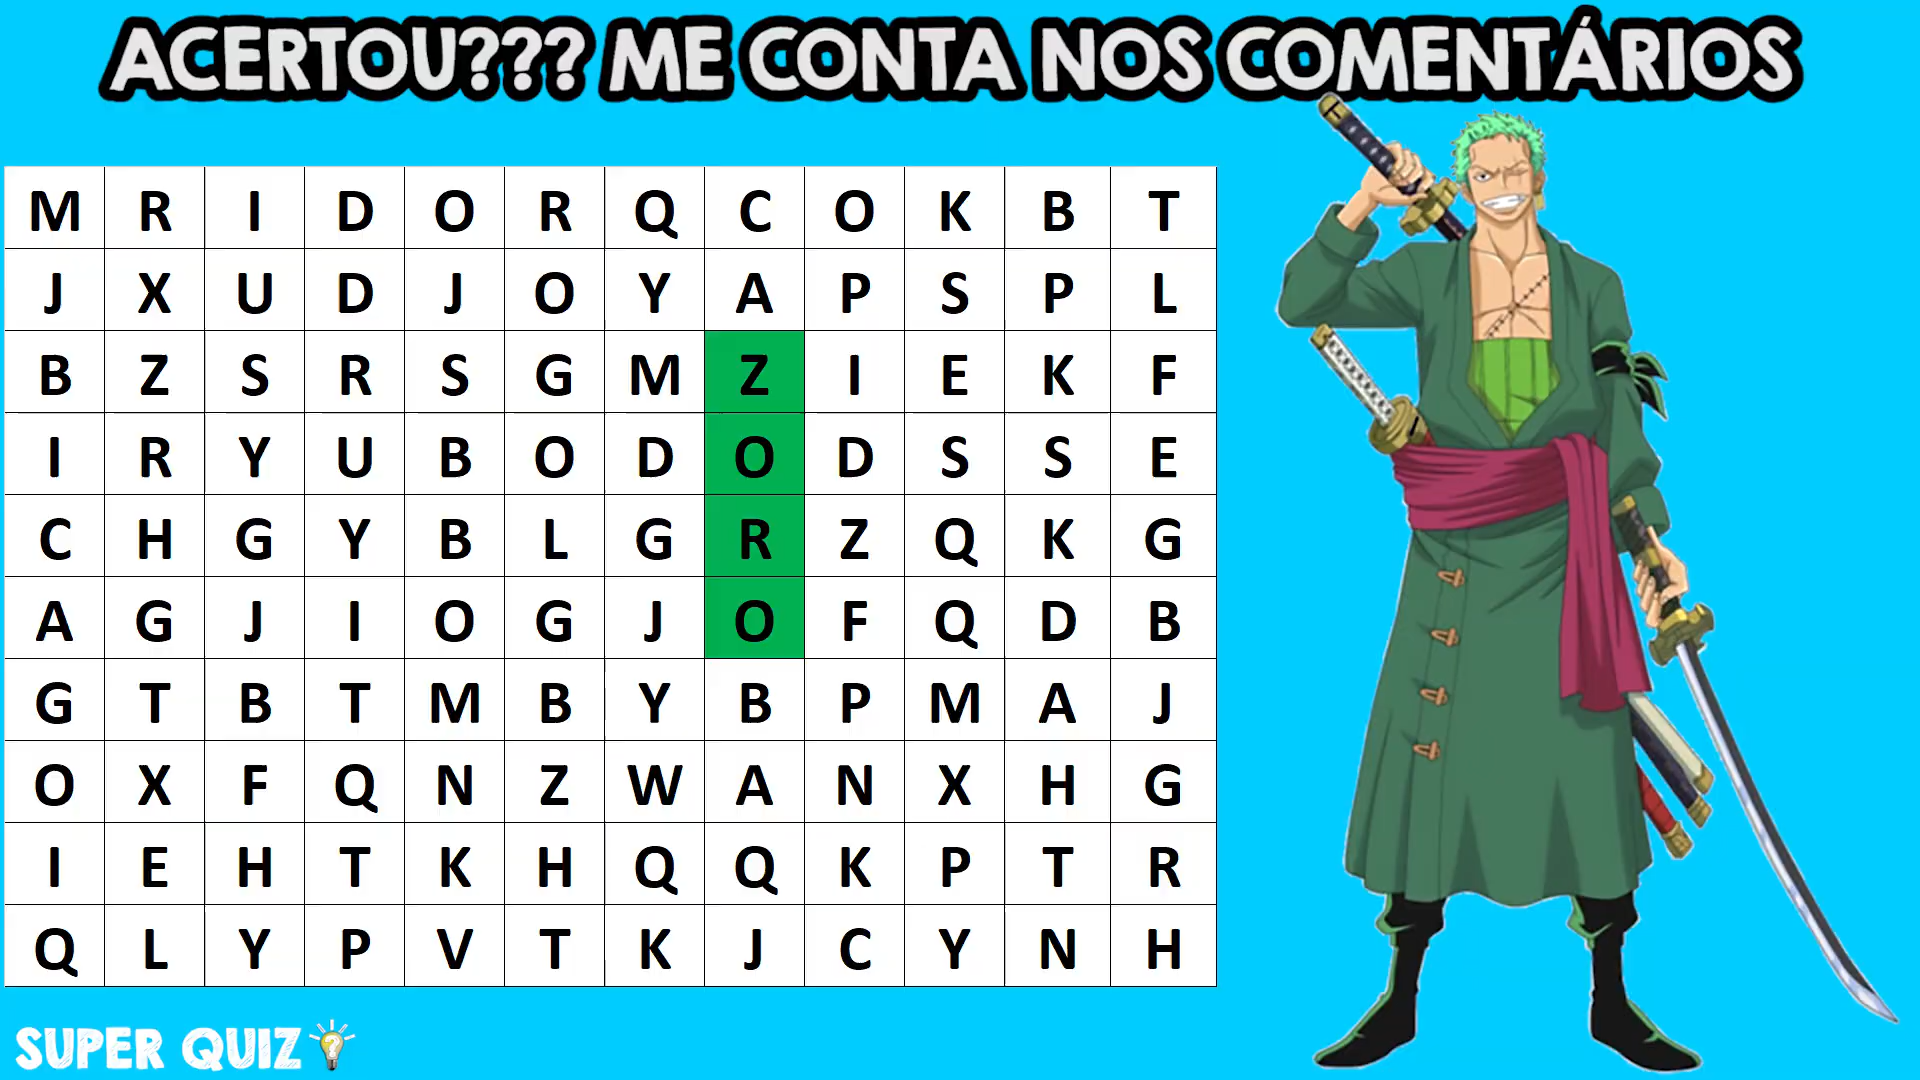 ACERTOU??? ME CONTA NOS COMENTÁRIOS
M R I D O R Q C O K B T
J X U D J O Y A P S P L
B Z S R S G M Z I E K F
I R Y U B O D O D S S E
C H G Y B L G R Z Q K G
A G J I O G J O F Q D B
G T B T M B Y B P M A J
O X F Q N Z W A N X H G
I E H T K H Q Q K P T R
Q L Y P V T K J C Y N H
SUPER QUIZ